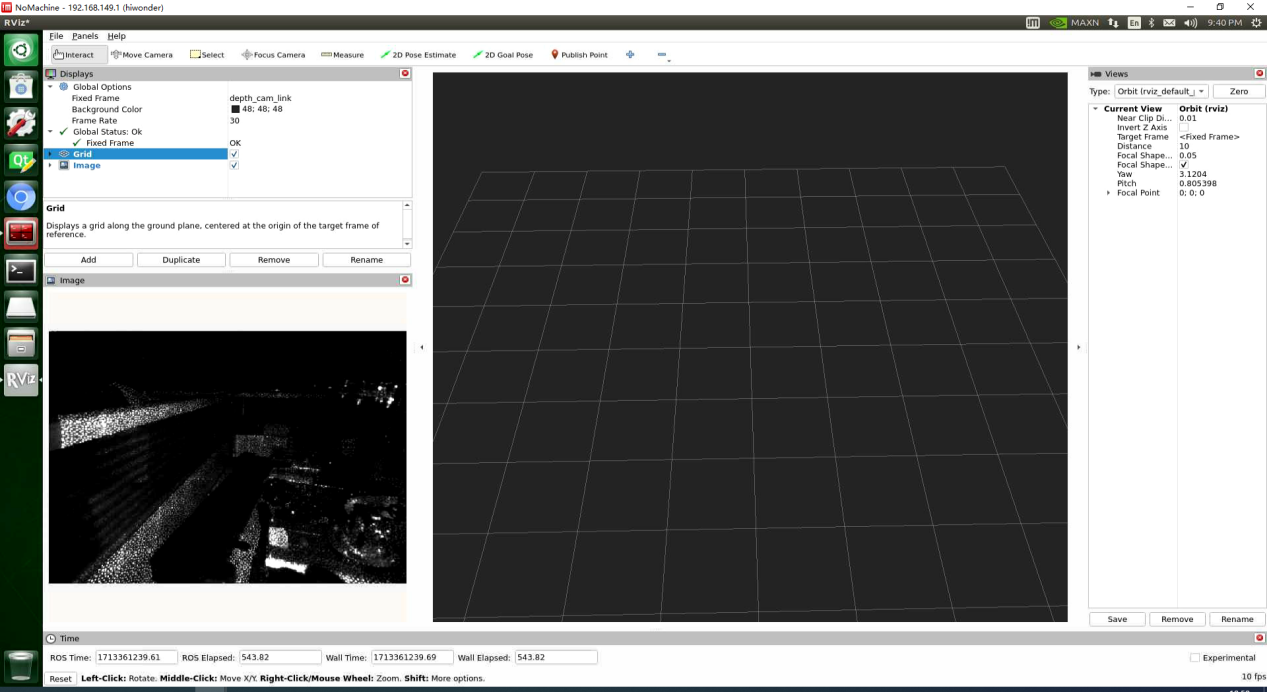 NoMachine - 192.168.149.1 (hiwonder)
RViz*
MAXN En 9:40 PM
File Panels Help
Interact Move Camera Select Focus Camera Measure 2D Pose Estimate 2D Goal Pose Publish Point
Displays
Global Options
Fixed Frame depth_cam_link
Background Color 48; 48; 48
Frame Rate 30
Global Status: Ok
Fixed Frame OK
Grid
Image
Grid
Displays a grid along the ground plane, centered at the origin of the target frame of
reference.
Add Duplicate Remove Rename
Image
Views
Type: Orbit (rviz_default_ Zero
Current View Orbit (rviz)
Near Clip Di... 0.01
Invert Z Axis
Target Frame <Fixed Frame>
Distance 10
Focal Shape... 0.05
Focal Shape...
Yaw 3.1204
Pitch 0.805398
Focal Point 0; 0; 0
Save Remove Rename
Qt
RViz
Time
ROS Time: 1713361239.61 ROS Elapsed: 543.82 Wall Time: 1713361239.69 Wall Elapsed: 543.82
Experimental
Reset Left-Click: Rotate. Middle-Click: Move X/Y. Right-Click/Mouse Wheel: Zoom. Shift: More options.
10 fps